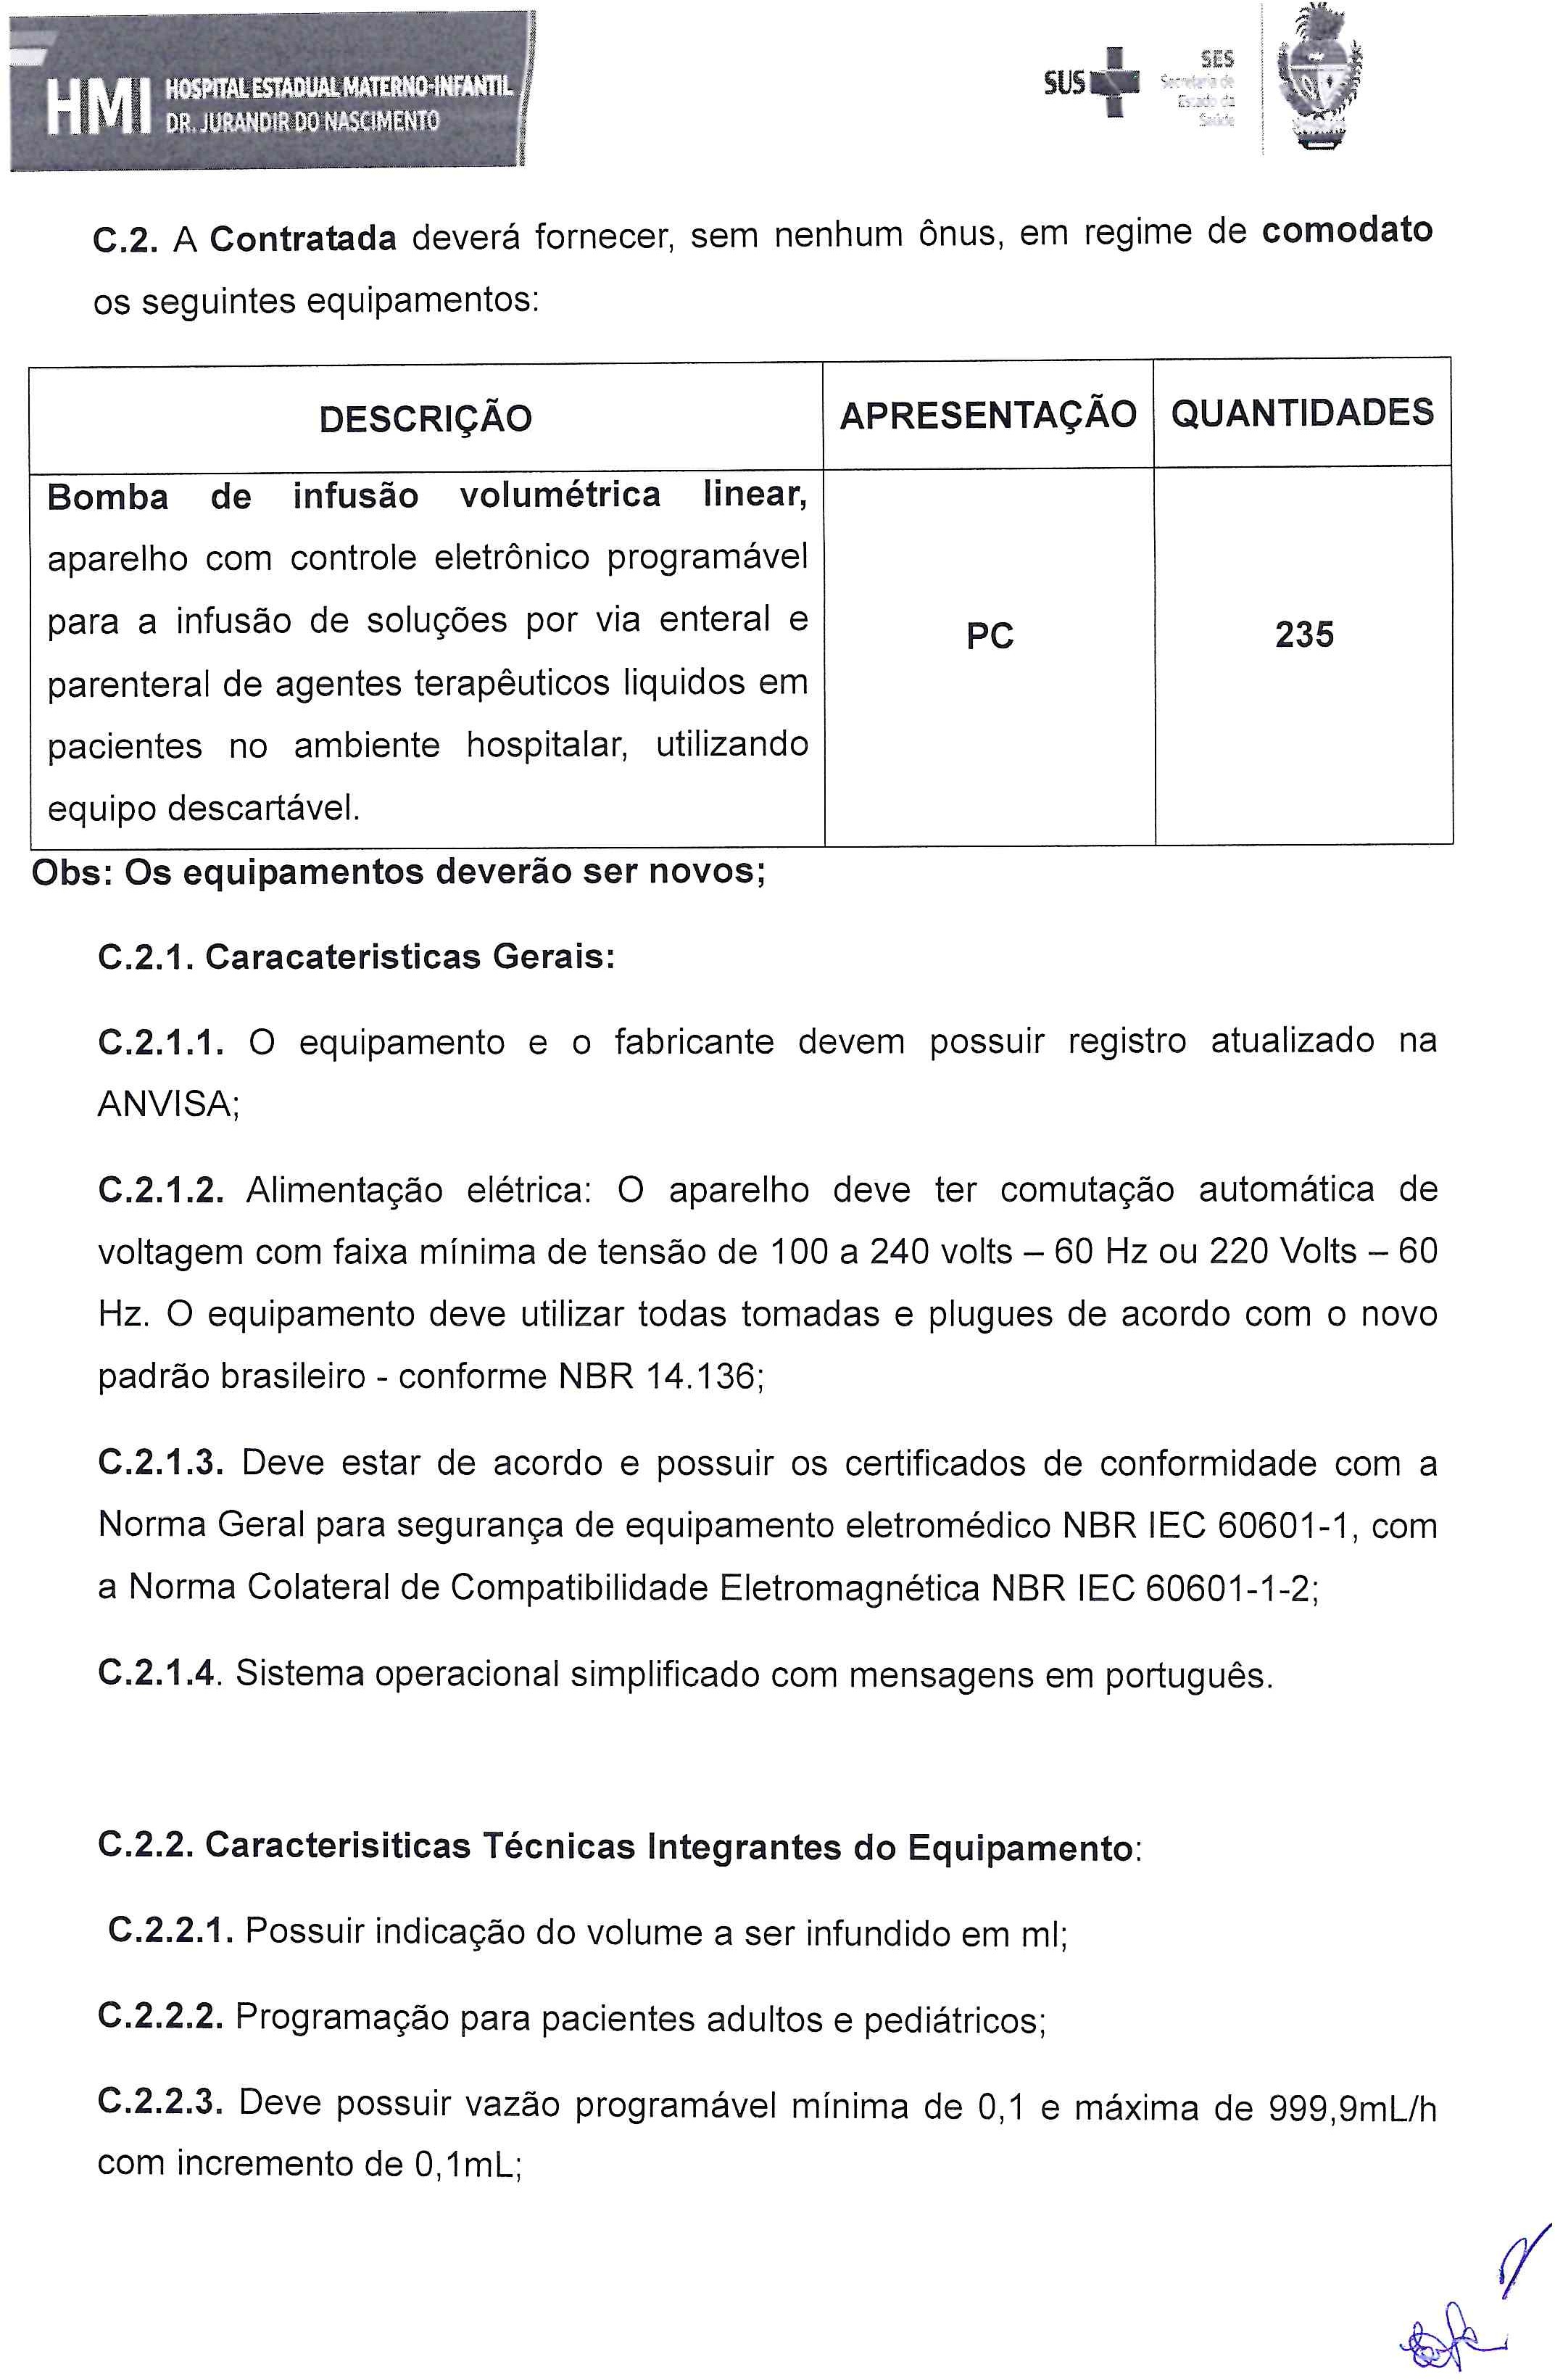 HMI HOSPITAL ESTADUAL MATERNO-INFANTIL
DR. JURANDIR DO NASCIMENTO
SUS
SES
Secretaria de
Estado da
Saúde
C.2. A Contratada deverá fornecer, sem nenhum ônus, em regime de comodato
os seguintes equipamentos:
DESCRIÇÃO APRESENTAÇÃO QUANTIDADES
Bomba de infusão volumétrica linear,
aparelho com controle eletrônico programável
para a infusão de soluções por via enteral e
parenteral de agentes terapêuticos liquidos em
pacientes no ambiente hospitalar, utilizando
equipo descartável.
PC
235
Obs: Os equipamentos deverão ser novos;
C.2.1. Caracateristicas Gerais:
C.2.1.1. O equipamento e o fabricante devem possuir registro atualizado na
ANVISA;
C.2.1.2. Alimentação elétrica: O aparelho deve ter comutação automática de
voltagem com faixa mínima de tensão de 100 a 240 volts – 60 Hz ou 220 Volts – 60
Hz. O equipamento deve utilizar todas tomadas e plugues de acordo com o novo
padrão brasileiro - conforme NBR 14.136;
C.2.1.3. Deve estar de acordo e possuir os certificados de conformidade com a
Norma Geral para segurança de equipamento eletromédico NBR IEC 60601-1, com
a Norma Colateral de Compatibilidade Eletromagnética NBR IEC 60601-1-2;
C.2.1.4. Sistema operacional simplificado com mensagens em português.
C.2.2. Caracterisiticas Técnicas Integrantes do Equipamento:
C.2.2.1. Possuir indicação do volume a ser infundido em ml;
C.2.2.2. Programação para pacientes adultos e pediátricos;
C.2.2.3. Deve possuir vazão programável mínima de 0,1 e máxima de 999,9mL/h
com incremento de 0,1mL;